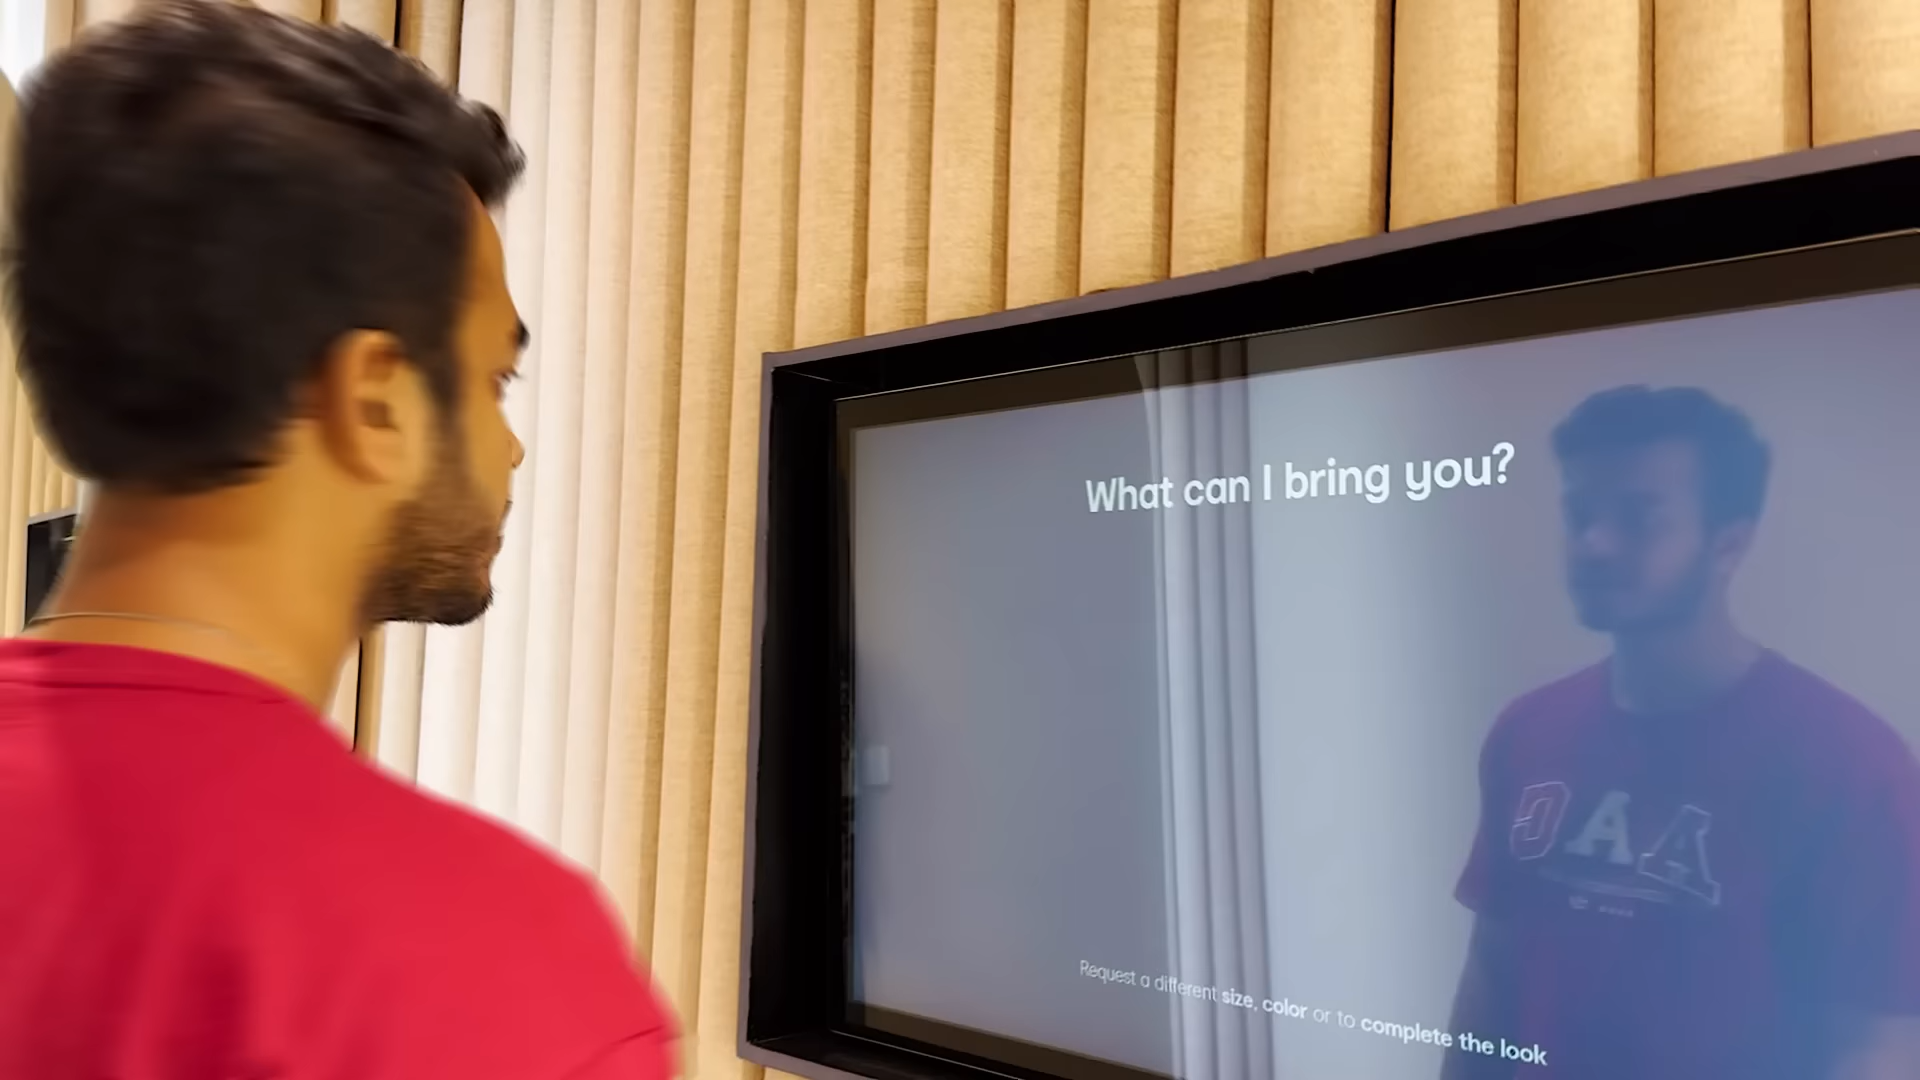 What can I bring you?
Request a different size, color or to complete the look